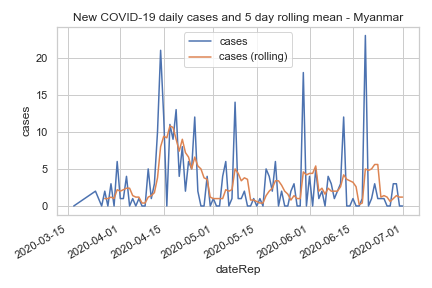 New COVID-19 daily cases and 5 day rolling mean - Myanmar
cases
cases (rolling)
20
15
10
5
0
cases
2020-03-15
2020-04-01
2020-04-15
2020-05-01
2020-05-15
2020-06-01
2020-06-15
2020-07-01
dateRep